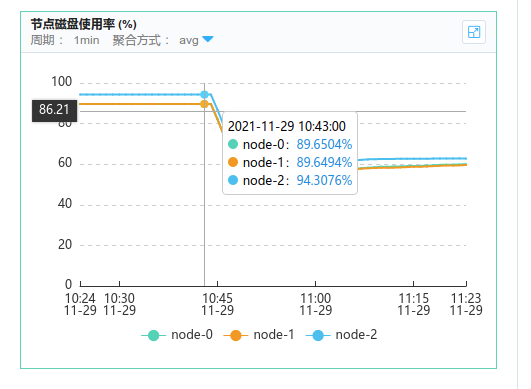 节点磁盘使用率 (%)
周期： 1min 聚合方式： avg
100
86.21
80
60
40
20
0
2021-11-29 10:43:00
node-0： 89.6504%
node-1： 89.6494%
node-2： 94.3076%
10:24 10:30 10:45 11:00 11:15 11:23
11-29 11-29 11-29 11-29 11-29 11-29
node-0 node-1 node-2